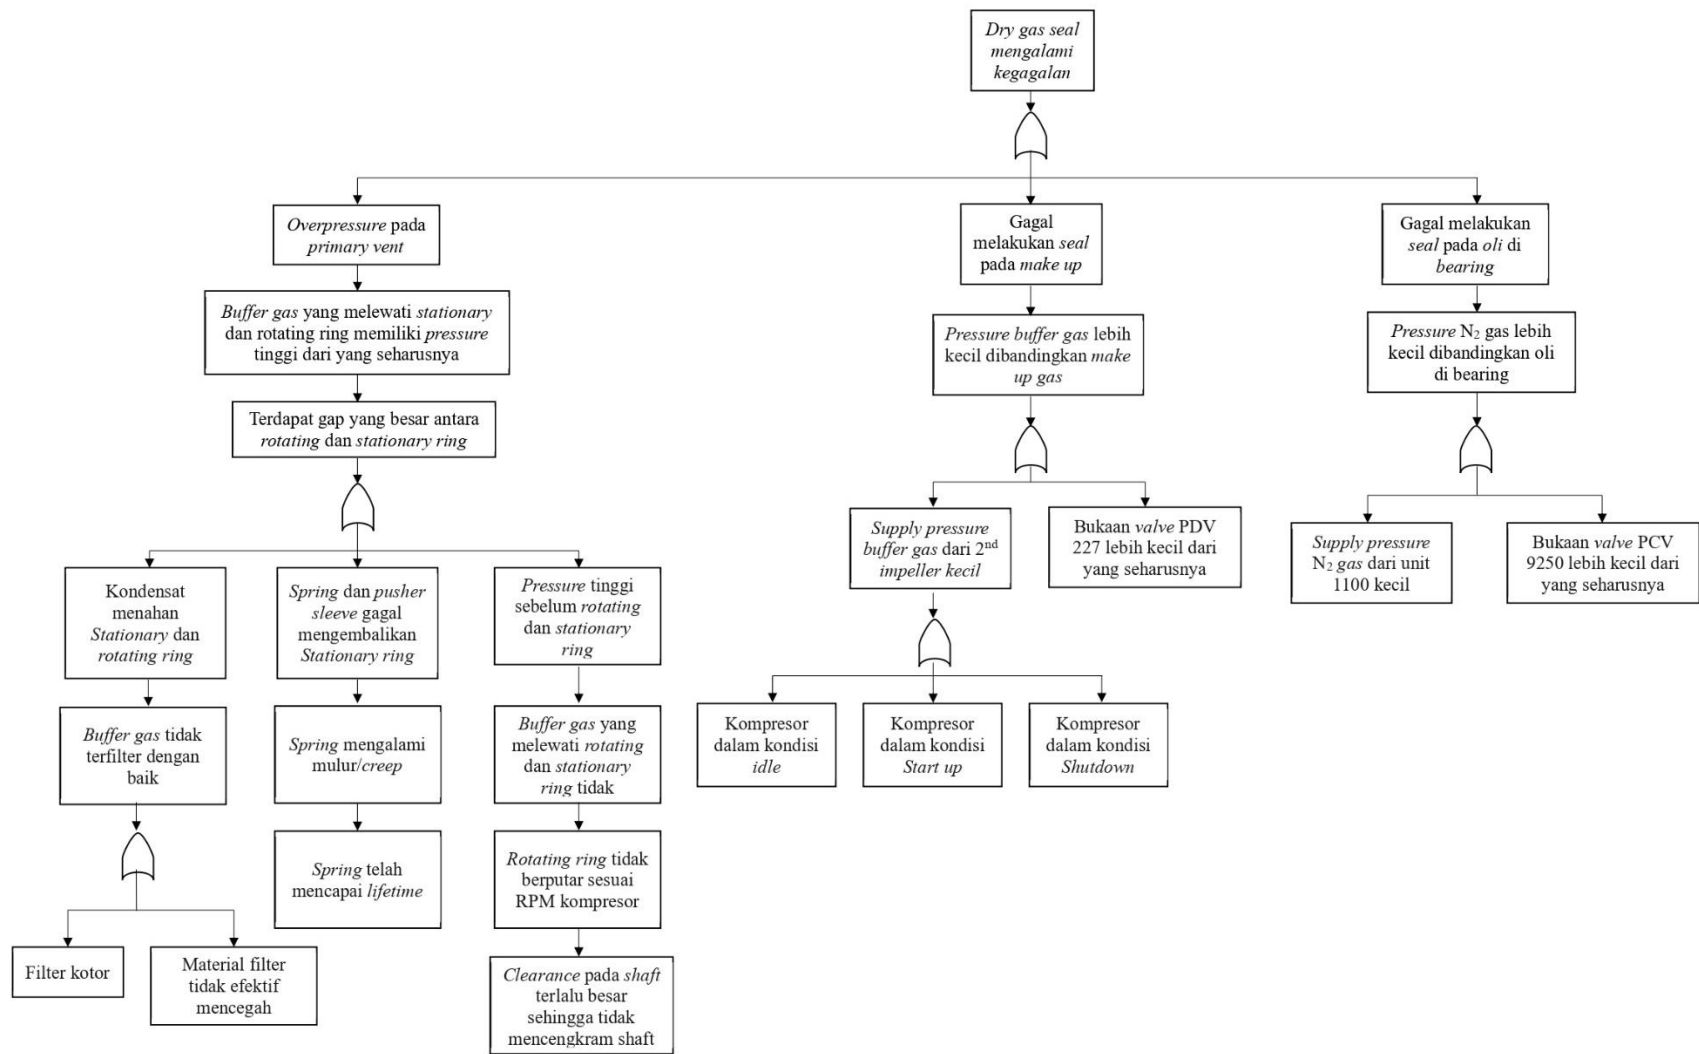 Dry gas seal
mengalami
kegagalan
Overpressure pada
primary vent
Gagal
melakukan seal
pada make up
Gagal melakukan
seal pada oli di
bearing
Buffer gas yang melewati stationary
dan rotating ring memiliki pressure
tinggi dari yang seharusnya
Pressure buffer gas lebih
kecil dibandingkan make
up gas
Pressure N₂ gas lebih
kecil dibandingkan oli
di bearing
Terdapat gap yang besar antara
rotating dan stationary ring
Supply pressure
buffer gas dari 2nd
impeller kecil
Bukaan valve PDV
227 lebih kecil dari
yang seharusnya
Supply pressure
N₂ gas dari unit
1100 kecil
Bukaan valve PCV
9250 lebih kecil dari
yang seharusnya
Kondensat
menahan
Stationary dan
rotating ring
Spring dan pusher
sleeve gagal
mengembalikan
Stationary ring
Pressure tinggi
sebelum rotating
dan stationary
ring
Buffer gas tidak
terfilter dengan
baik
Spring mengalami
mulur/creep
Buffer gas yang
melewati rotating
dan stationary
ring tidak
Kompresor
dalam kondisi
idle
Kompresor
dalam kondisi
Start up
Kompresor
dalam kondisi
Shutdown
Spring telah
mencapai lifetime
Rotating ring tidak
berputar sesuai
RPM kompresor
Filter kotor
Material filter
tidak efektif
mencegah
Clearance pada shaft
terlalu besar
sehingga tidak
mencengkram shaft